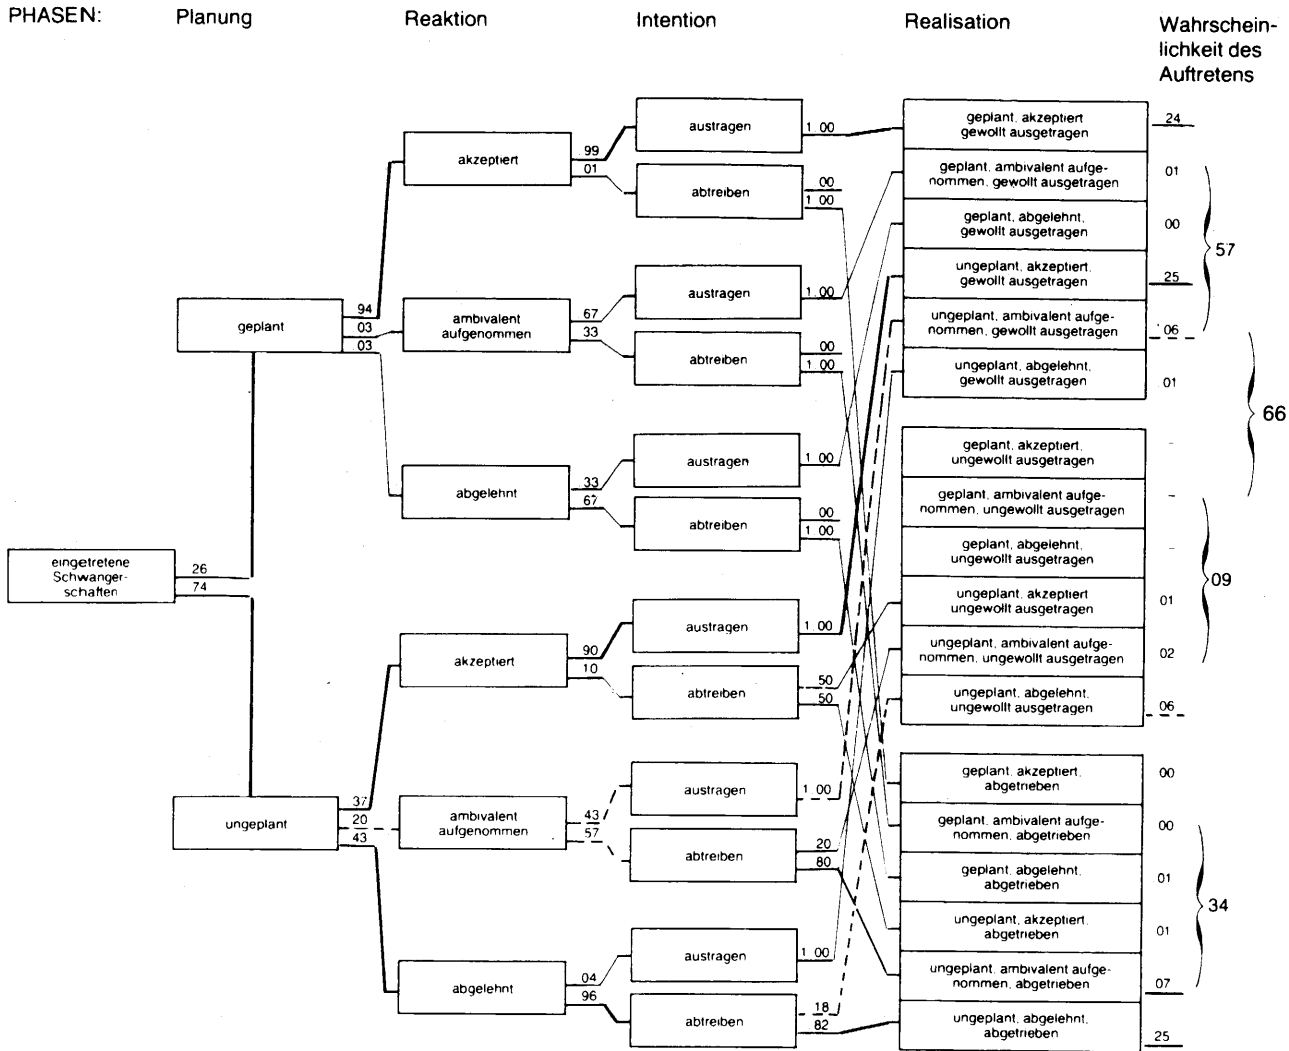 PHASEN:
Planung
Reaktion
Intention
Realisation
Wahrschein-
lichkeit des
Auftretens
eingetretene
Schwanger-
schaften
26
74
geplant
94
03
03
ungeplant
37
20
43
akzeptiert
99
01
ambivalent
aufgenommen
67
33
abgelehnt
33
67
akzeptiert
90
10
ambivalent
aufgenommen
43
57
abgelehnt
04
96
austragen
1 00
abtreiben
00
1 00
austragen
1 00
abtreiben
00
1 00
austragen
1 00
abtreiben
00
1 00
austragen
1 00
abtreiben
50
50
austragen
1 00
abtreiben
20
80
austragen
1 00
abtreiben
18
82
geplant, akzeptiert
gewollt ausgetragen
24
geplant, ambivalent aufge-
nommen, gewollt ausgetragen
01
geplant, abgelehnt,
gewollt ausgetragen
00
ungeplant, akzeptiert,
gewollt ausgetragen
25
ungeplant, ambivalent aufge-
nommen, gewollt ausgetragen
06
ungeplant, abgelehnt,
gewollt ausgetragen
01
57
66
geplant, akzeptiert,
ungewollt ausgetragen
-
geplant, ambivalent aufge-
nommen, ungewollt ausgetragen
-
geplant, abgelehnt,
ungewollt ausgetragen
-
ungeplant, akzeptiert
ungewollt ausgetragen
01
ungeplant, ambivalent aufge-
nommen, ungewollt ausgetragen
02
ungeplant, abgelehnt,
ungewollt ausgetragen
06
09
geplant, akzeptiert,
abgetrieben
00
geplant, ambivalent aufge-
nommen, abgetrieben
00
geplant, abgelehnt,
abgetrieben
01
ungeplant, akzeptiert,
abgetrieben
01
ungeplant, ambivalent aufge-
nommen, abgetrieben
07
ungeplant, abgelehnt,
abgetrieben
25
34